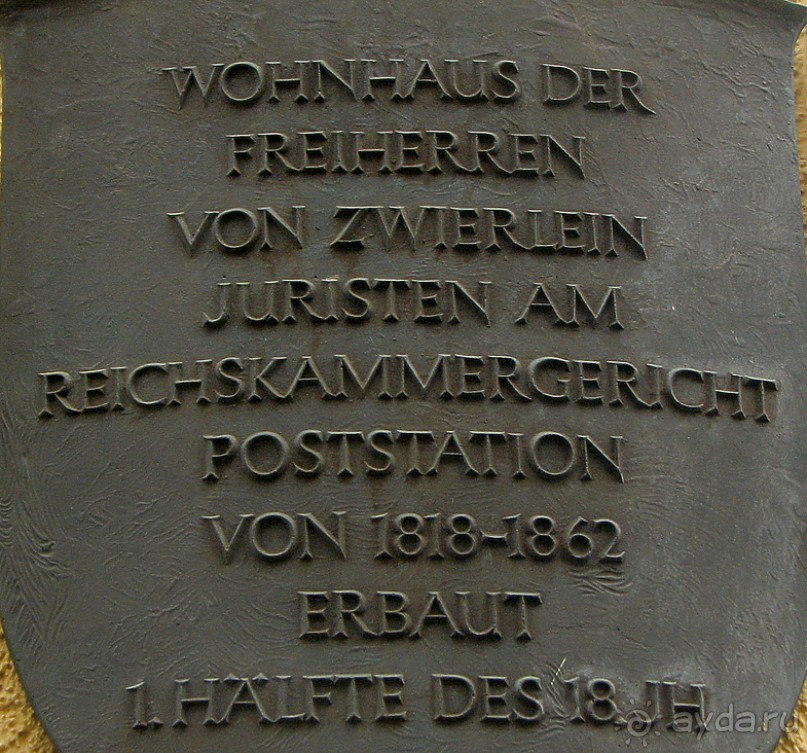 WOHNHAUS DER
FREIHERREN
VON ZWIERLEIN
JURISTEN AM
REICHSKAMMERGERICHT
POSTSTATION
VON 1818-1862
ERBAUT
1. HÄLFTE DES 18. JH,
avda.ru